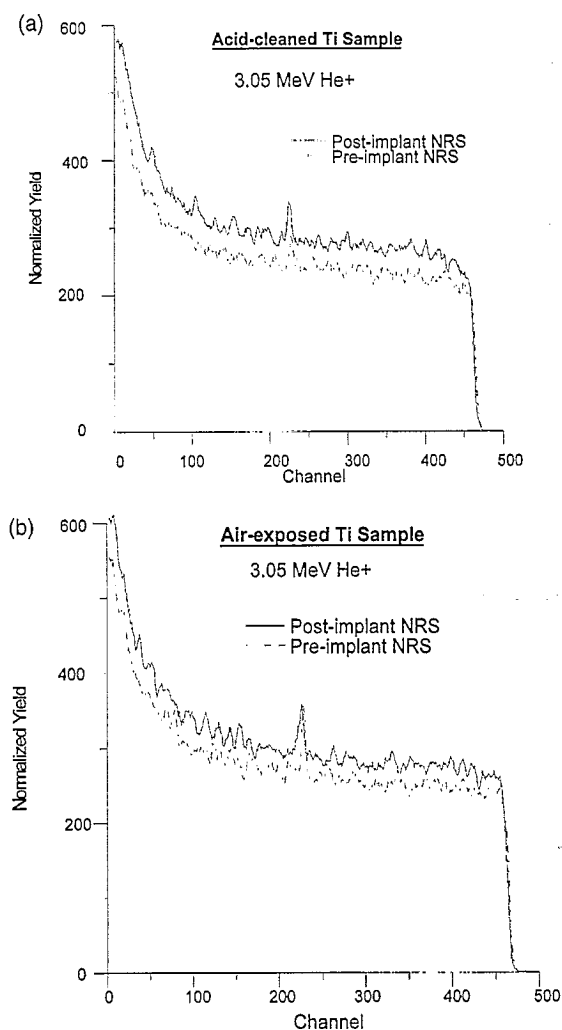 (a)
Acid-cleaned Ti Sample
3.05 MeV He+
Post-implant NRS
Pre-implant NRS
600
400
200
0
Normalized Yield
0 100 200 300 400 500
Channel
(b)
Air-exposed Ti Sample
3.05 MeV He+
Post-implant NRS
Pre-implant NRS
600
400
200
0
Normalized Yield
0 100 200 300 400 500
Channel